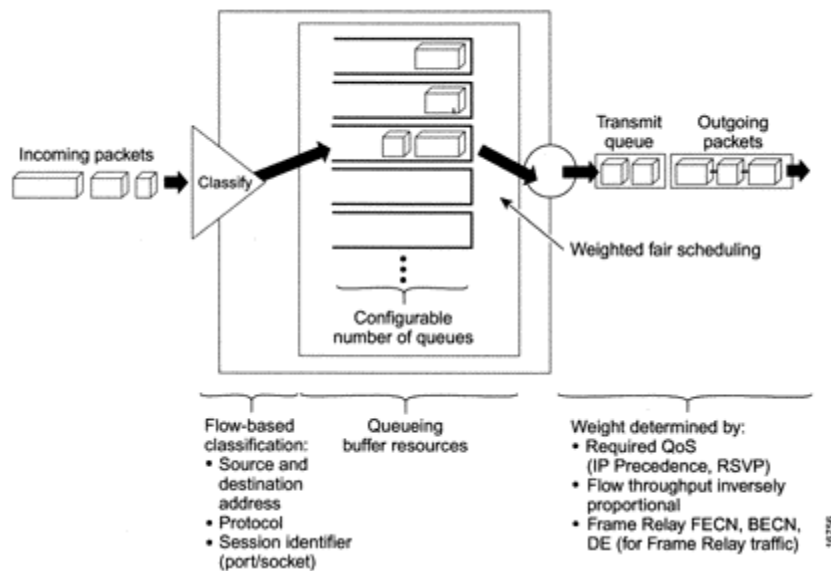 Incoming packets
Classify
Transmit
queue
Outgoing
packets
Weighted fair scheduling
Configurable
number of queues
Flow-based
classification:
• Source and
destination
address
• Protocol
• Session identifier
(port/socket)
Queueing
buffer resources
Weight determined by:
• Required QoS
(IP Precedence, RSVP)
• Flow throughput inversely
proportional
• Frame Relay FECN, BECN,
DE (for Frame Relay traffic)
16756